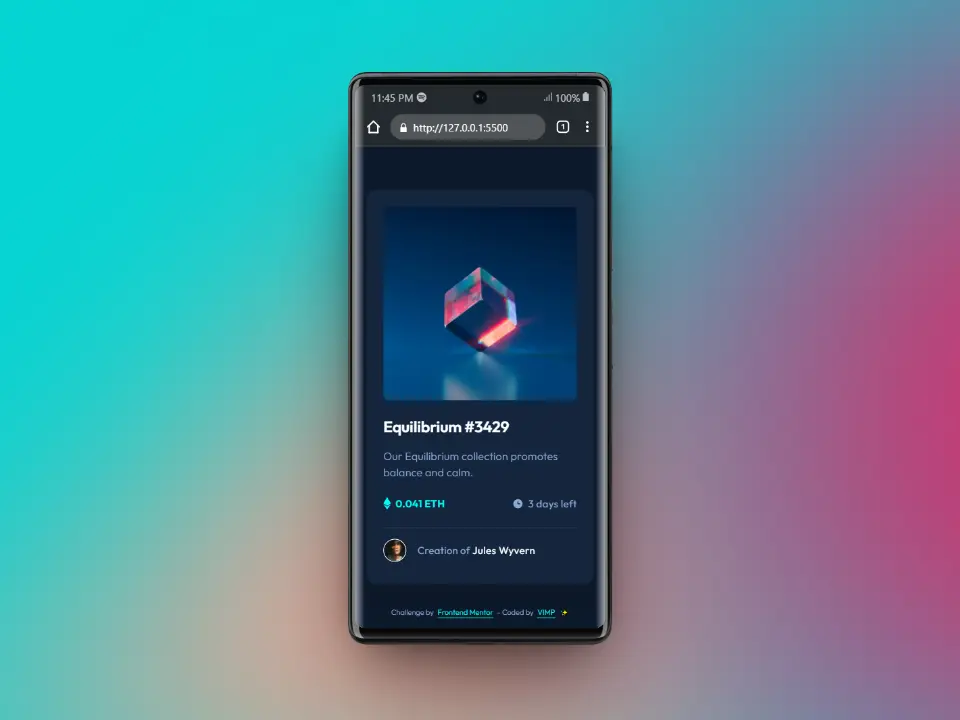 11:45 PM 100%
1
http://127.0.0.1:5500
Equilibrium #3429
Our Equilibrium collection promotes
balance and calm.
0.041 ETH 3 days left
Creation of Jules Wyvern
Challenge by Frontend Mentor - Coded by VIMP